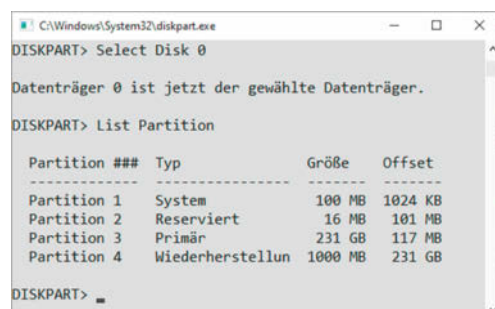 C:\Windows\System32\diskpart.exe
DISKPART> Select Disk 0
Datenträger 0 ist jetzt der gewählte Datenträger.
DISKPART> List Partition
Partition ### Typ Größe Offset
------------- ---------------- ------- -------
Partition 1 System 100 MB 1024 KB
Partition 2 Reserviert 16 MB 101 MB
Partition 3 Primär 231 GB 117 MB
Partition 4 Wiederherstellun 1000 MB 231 GB
DISKPART> _